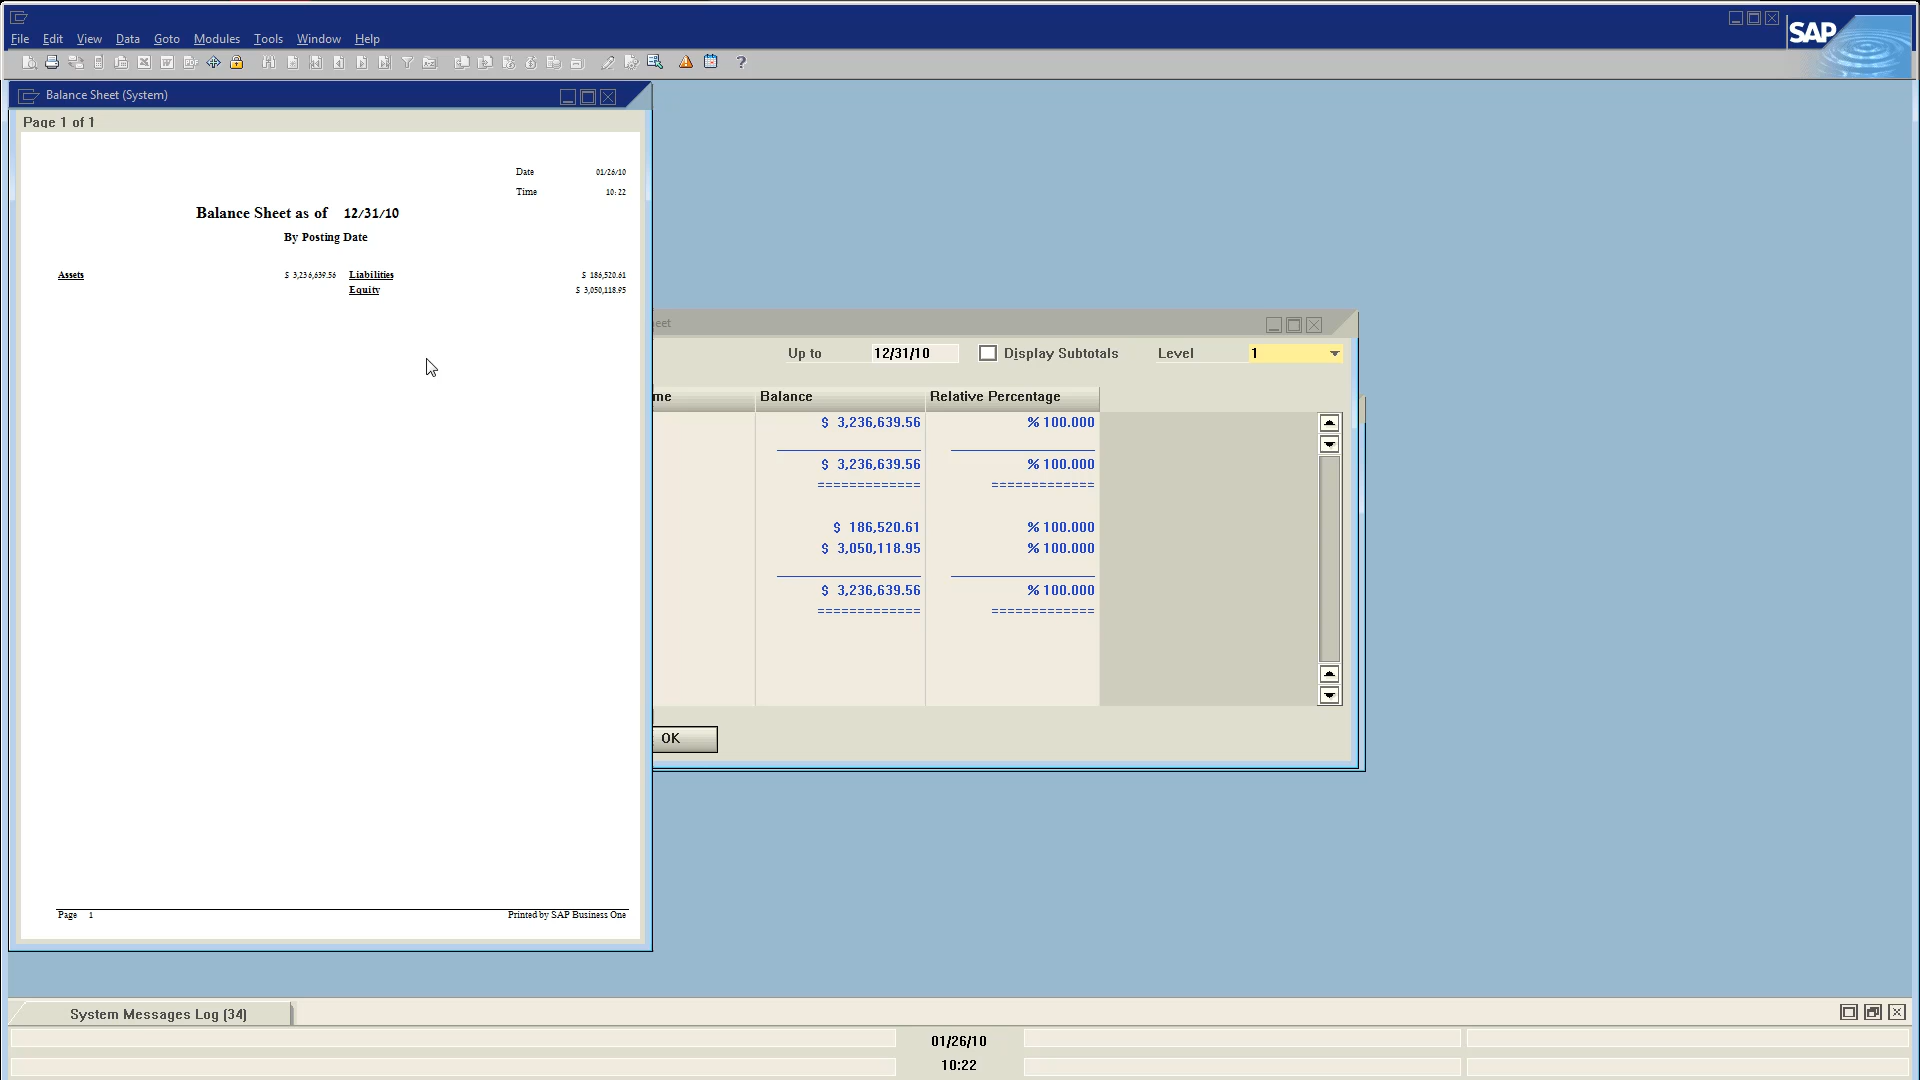 SAP
File Edit View Data Goto Modules Tools Window Help
Balance Sheet (System)
Page 1 of 1
Date 01/26/10
Time 10:22
Balance Sheet as of 12/31/10
By Posting Date
Assets $ 3,236,639.56 Liabilities $ 186,520.61
Equity $ 3,050,118.95
Page 1 Printed by SAP Business One
eet
Up to 12/31/10 Display Subtotals Level 1
me Balance Relative Percentage
$ 3,236,639.56 % 100.000
$ 3,236,639.56 % 100.000
============= =============
$ 186,520.61 % 100.000
$ 3,050,118.95 % 100.000
$ 3,236,639.56 % 100.000
============= =============
OK
System Messages Log (34)
01/26/10
10:22